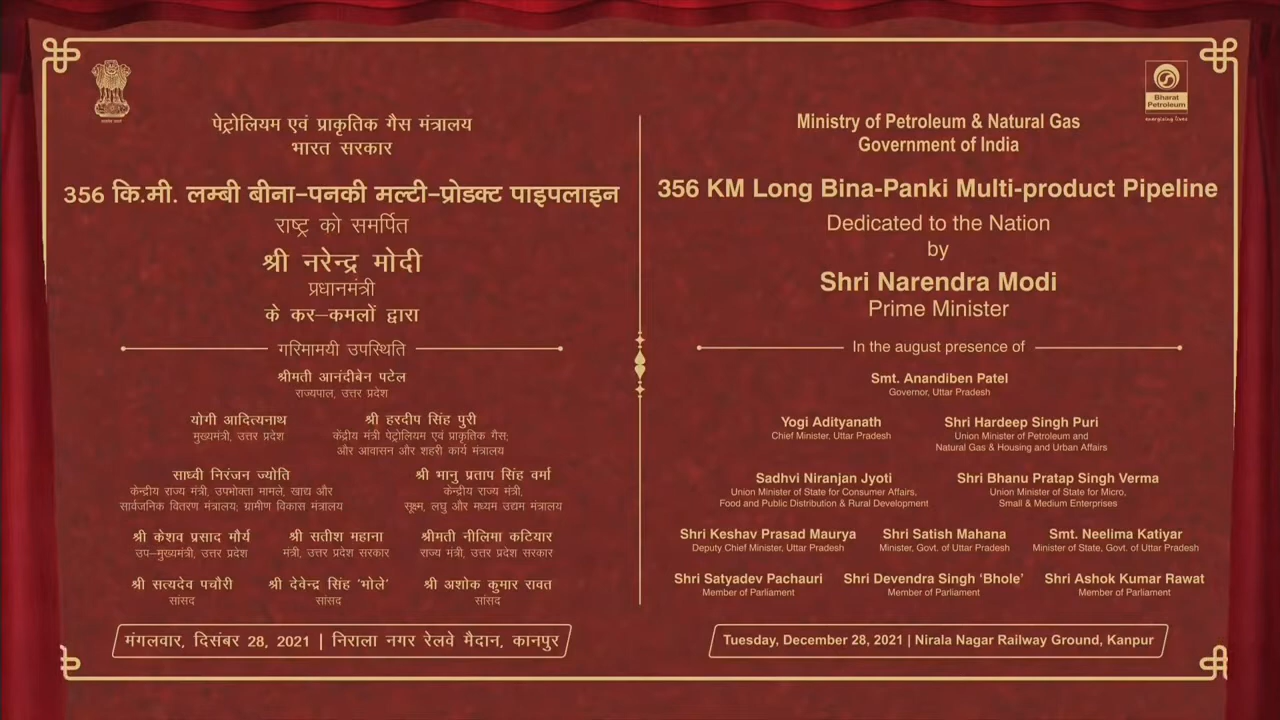 पेट्रोलियम एवं प्राकृतिक गैस मंत्रालय
भारत सरकार
356 कि.मी. लम्बी बीना-पनकी मल्टी-प्रोडक्ट पाइपलाइन
राष्ट्र को समर्पित
श्री नरेन्द्र मोदी
प्रधानमंत्री
के कर-कमलों द्वारा
गरिमामयी उपस्थिति
श्रीमती आनंदीबेन पटेल
राज्यपाल, उत्तर प्रदेश
योगी आदित्यनाथ
मुख्यमंत्री, उत्तर प्रदेश
श्री हरदीप सिंह पुरी
केंद्रीय मंत्री पेट्रोलियम एवं प्राकृतिक गैस;
और आवासन और शहरी कार्य मंत्रालय
साध्वी निरंजन ज्योति
केन्द्रीय राज्य मंत्री, उपभोक्ता मामले, खाद्य और
सार्वजनिक वितरण मंत्रालय; ग्रामीण विकास मंत्रालय
श्री भानु प्रताप सिंह वर्मा
केन्द्रीय राज्य मंत्री,
सूक्ष्म, लघु और मध्यम उद्यम मंत्रालय
श्री केशव प्रसाद मौर्य
उप-मुख्यमंत्री, उत्तर प्रदेश
श्री सतीश महाना
मंत्री, उत्तर प्रदेश सरकार
श्रीमती नीलिमा कटियार
राज्य मंत्री, उत्तर प्रदेश सरकार
श्री सत्यदेव पचौरी
सांसद
श्री देवेन्द्र सिंह 'भोले'
सांसद
श्री अशोक कुमार रावत
सांसद
मंगलवार, दिसंबर 28, 2021 | निराला नगर रेलवे मैदान, कानपुर
Bharat
Petroleum
energising lives
Ministry of Petroleum & Natural Gas
Government of India
356 KM Long Bina-Panki Multi-product Pipeline
Dedicated to the Nation
by
Shri Narendra Modi
Prime Minister
In the august presence of
Smt. Anandiben Patel
Governor, Uttar Pradesh
Yogi Adityanath
Chief Minister, Uttar Pradesh
Shri Hardeep Singh Puri
Union Minister of Petroleum and
Natural Gas & Housing and Urban Affairs
Sadhvi Niranjan Jyoti
Union Minister of State for Consumer Affairs,
Food and Public Distribution & Rural Development
Shri Bhanu Pratap Singh Verma
Union Minister of State for Micro,
Small & Medium Enterprises
Shri Keshav Prasad Maurya
Deputy Chief Minister, Uttar Pradesh
Shri Satish Mahana
Minister, Govt. of Uttar Pradesh
Smt. Neelima Katiyar
Minister of State, Govt. of Uttar Pradesh
Shri Satyadev Pachauri
Member of Parliament
Shri Devendra Singh 'Bhole'
Member of Parliament
Shri Ashok Kumar Rawat
Member of Parliament
Tuesday, December 28, 2021 | Nirala Nagar Railway Ground, Kanpur